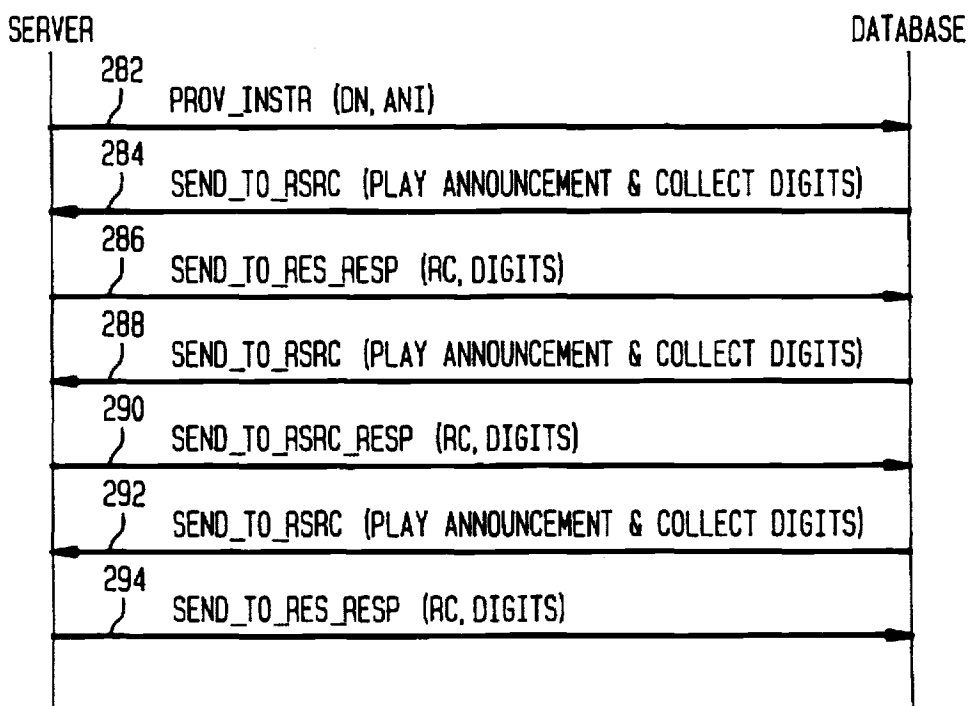 SERVER DATABASE
282
PROV_INSTR (DN, ANI)
284
SEND_TO_RSRC (PLAY ANNOUNCEMENT & COLLECT DIGITS)
286
SEND_TO_RES_RESP (RC, DIGITS)
288
SEND_TO_RSRC (PLAY ANNOUNCEMENT & COLLECT DIGITS)
290
SEND_TO_RSRC_RESP (RC, DIGITS)
292
SEND_TO_RSRC (PLAY ANNOUNCEMENT & COLLECT DIGITS)
294
SEND_TO_RES_RESP (RC, DIGITS)